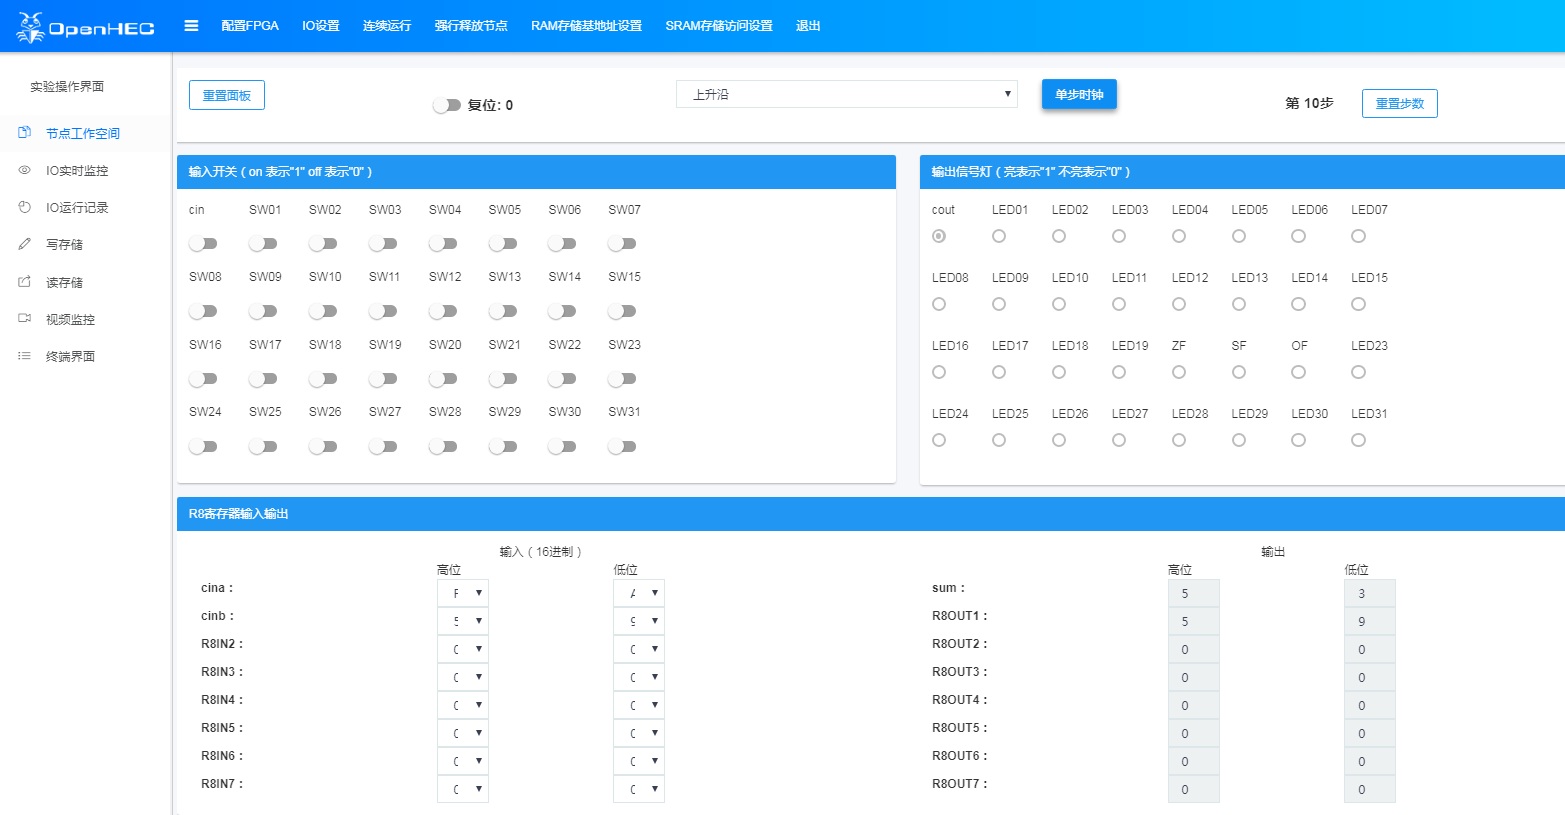 OpenHEC 配置FPGA IO设置 连续运行 强行释放节点 RAM存储基地址设置 SRAM存储访问设置 退出
实验操作界面
节点工作空间
IO实时监控
IO运行记录
写存储
读存储
视频监控
终端界面
重置面板 复位: 0 上升沿 单步时钟 第 10步 重置步数
输入开关（on 表示"1" off 表示"0"）
cin SW01 SW02 SW03 SW04 SW05 SW06 SW07
SW08 SW09 SW10 SW11 SW12 SW13 SW14 SW15
SW16 SW17 SW18 SW19 SW20 SW21 SW22 SW23
SW24 SW25 SW26 SW27 SW28 SW29 SW30 SW31
输出信号灯（亮表示"1" 不亮表示"0"）
cout LED01 LED02 LED03 LED04 LED05 LED06 LED07
LED08 LED09 LED10 LED11 LED12 LED13 LED14 LED15
LED16 LED17 LED18 LED19 ZF SF OF LED23
LED24 LED25 LED26 LED27 LED28 LED29 LED30 LED31
R8寄存器输入输出
输入（16进制）
高位 低位
cina：
cinb： 5 9
R8IN2： 0 0
R8IN3： 0 0
R8IN4： 0 0
R8IN5： 0 0
R8IN6： 0 0
R8IN7： 0 0
输出
高位 低位
sum： 5 3
R8OUT1： 5 9
R8OUT2： 0 0
R8OUT3： 0 0
R8OUT4： 0 0
R8OUT5： 0 0
R8OUT6： 0 0
R8OUT7： 0 0